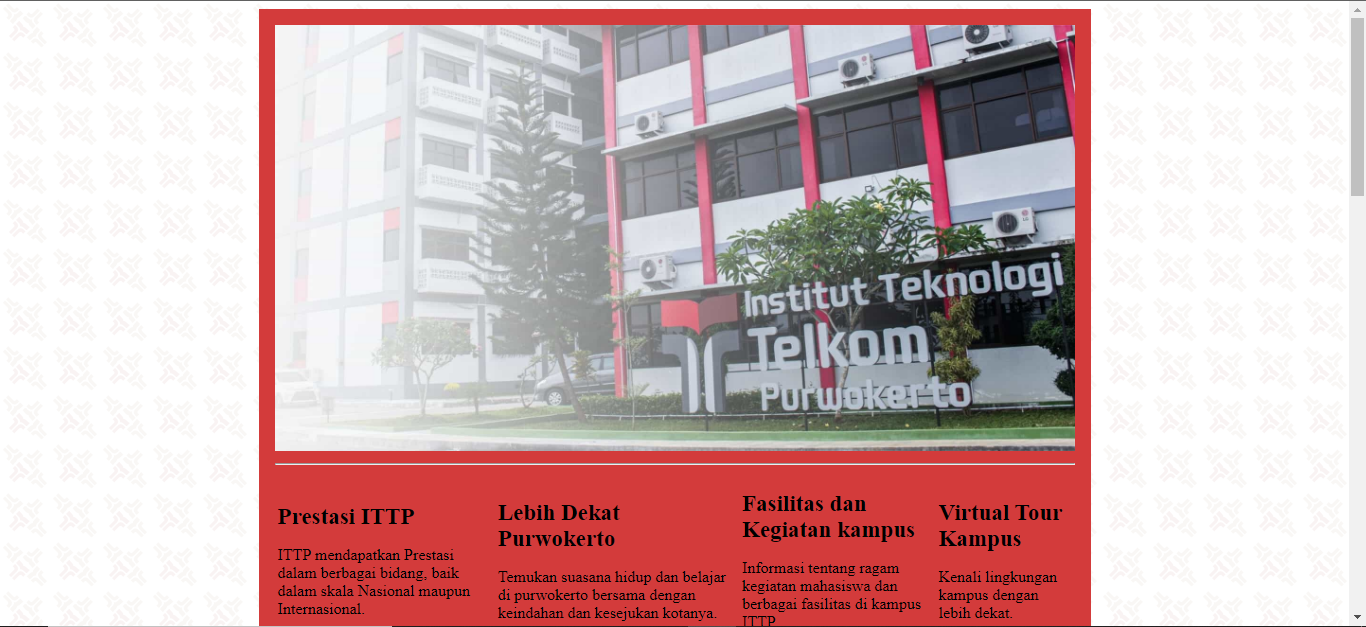 Institut Teknologi
Telkom
Purwokerto
Prestasi ITTP
ITTP mendapatkan Prestasi
dalam berbagai bidang, baik
dalam skala Nasional maupun
Internasional.
Lebih Dekat
Purwokerto
Temukan suasana hidup dan belajar
di purwokerto bersama dengan
keindahan dan kesejukan kotanya.
Fasilitas dan
Kegiatan kampus
Informasi tentang ragam
kegiatan mahasiswa dan
berbagai fasilitas di kampus
ITTP
Virtual Tour
Kampus
Kenali lingkungan
kampus dengan
lebih dekat.